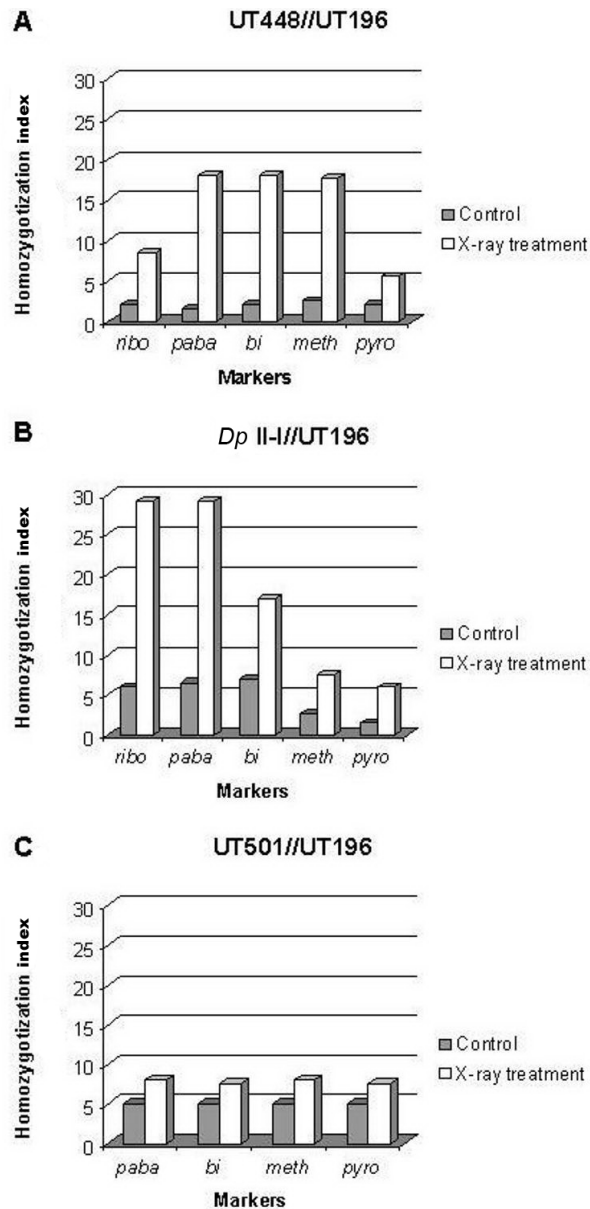 A
UT448//UT196
30
25
20
15
10
5
0
Homozygotization index
ribo paba bi meth pyro
Markers
Control
X-ray treatment
B
Dp II-I//UT196
30
25
20
15
10
5
0
Homozygotization index
ribo paba bi meth pyro
Markers
Control
X-ray treatment
C
UT501//UT196
30
25
20
15
10
5
0
Homozygotization index
paba bi meth pyro
Markers
Control
X-ray treatment